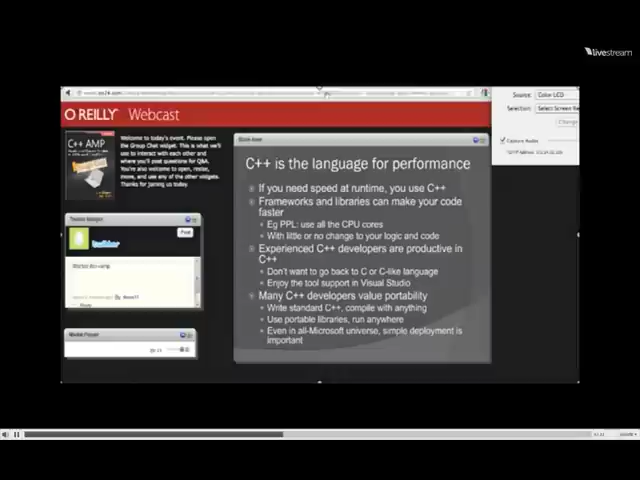 livestream
Source: Color LCD
Selection:
Change
O'REILLY Webcast
Capture Audio
C++ AMP
Welcome to today's event. Please open
the Group Chat widget. This is what we'll
use to interact with each other and
where you'll post questions for Q&A.
You're also welcome to open, resize,
move, and use any of the other widgets.
Thanks for joining us today.
C++ is the language for performance
If you need speed at runtime, you use C++
Frameworks and libraries can make your code
faster
Eg PPL: use all the CPU cores
With little or no change to your logic and code
Experienced C++ developers are productive in
C++
Don't want to go back to C or C-like language
Enjoy the tool support in Visual Studio
Many C++ developers value portability
Write standard C++, compile with anything
Use portable libraries, run anywhere
Even in all-Microsoft universe, simple deployment is
important
twitter
Post
Media Player